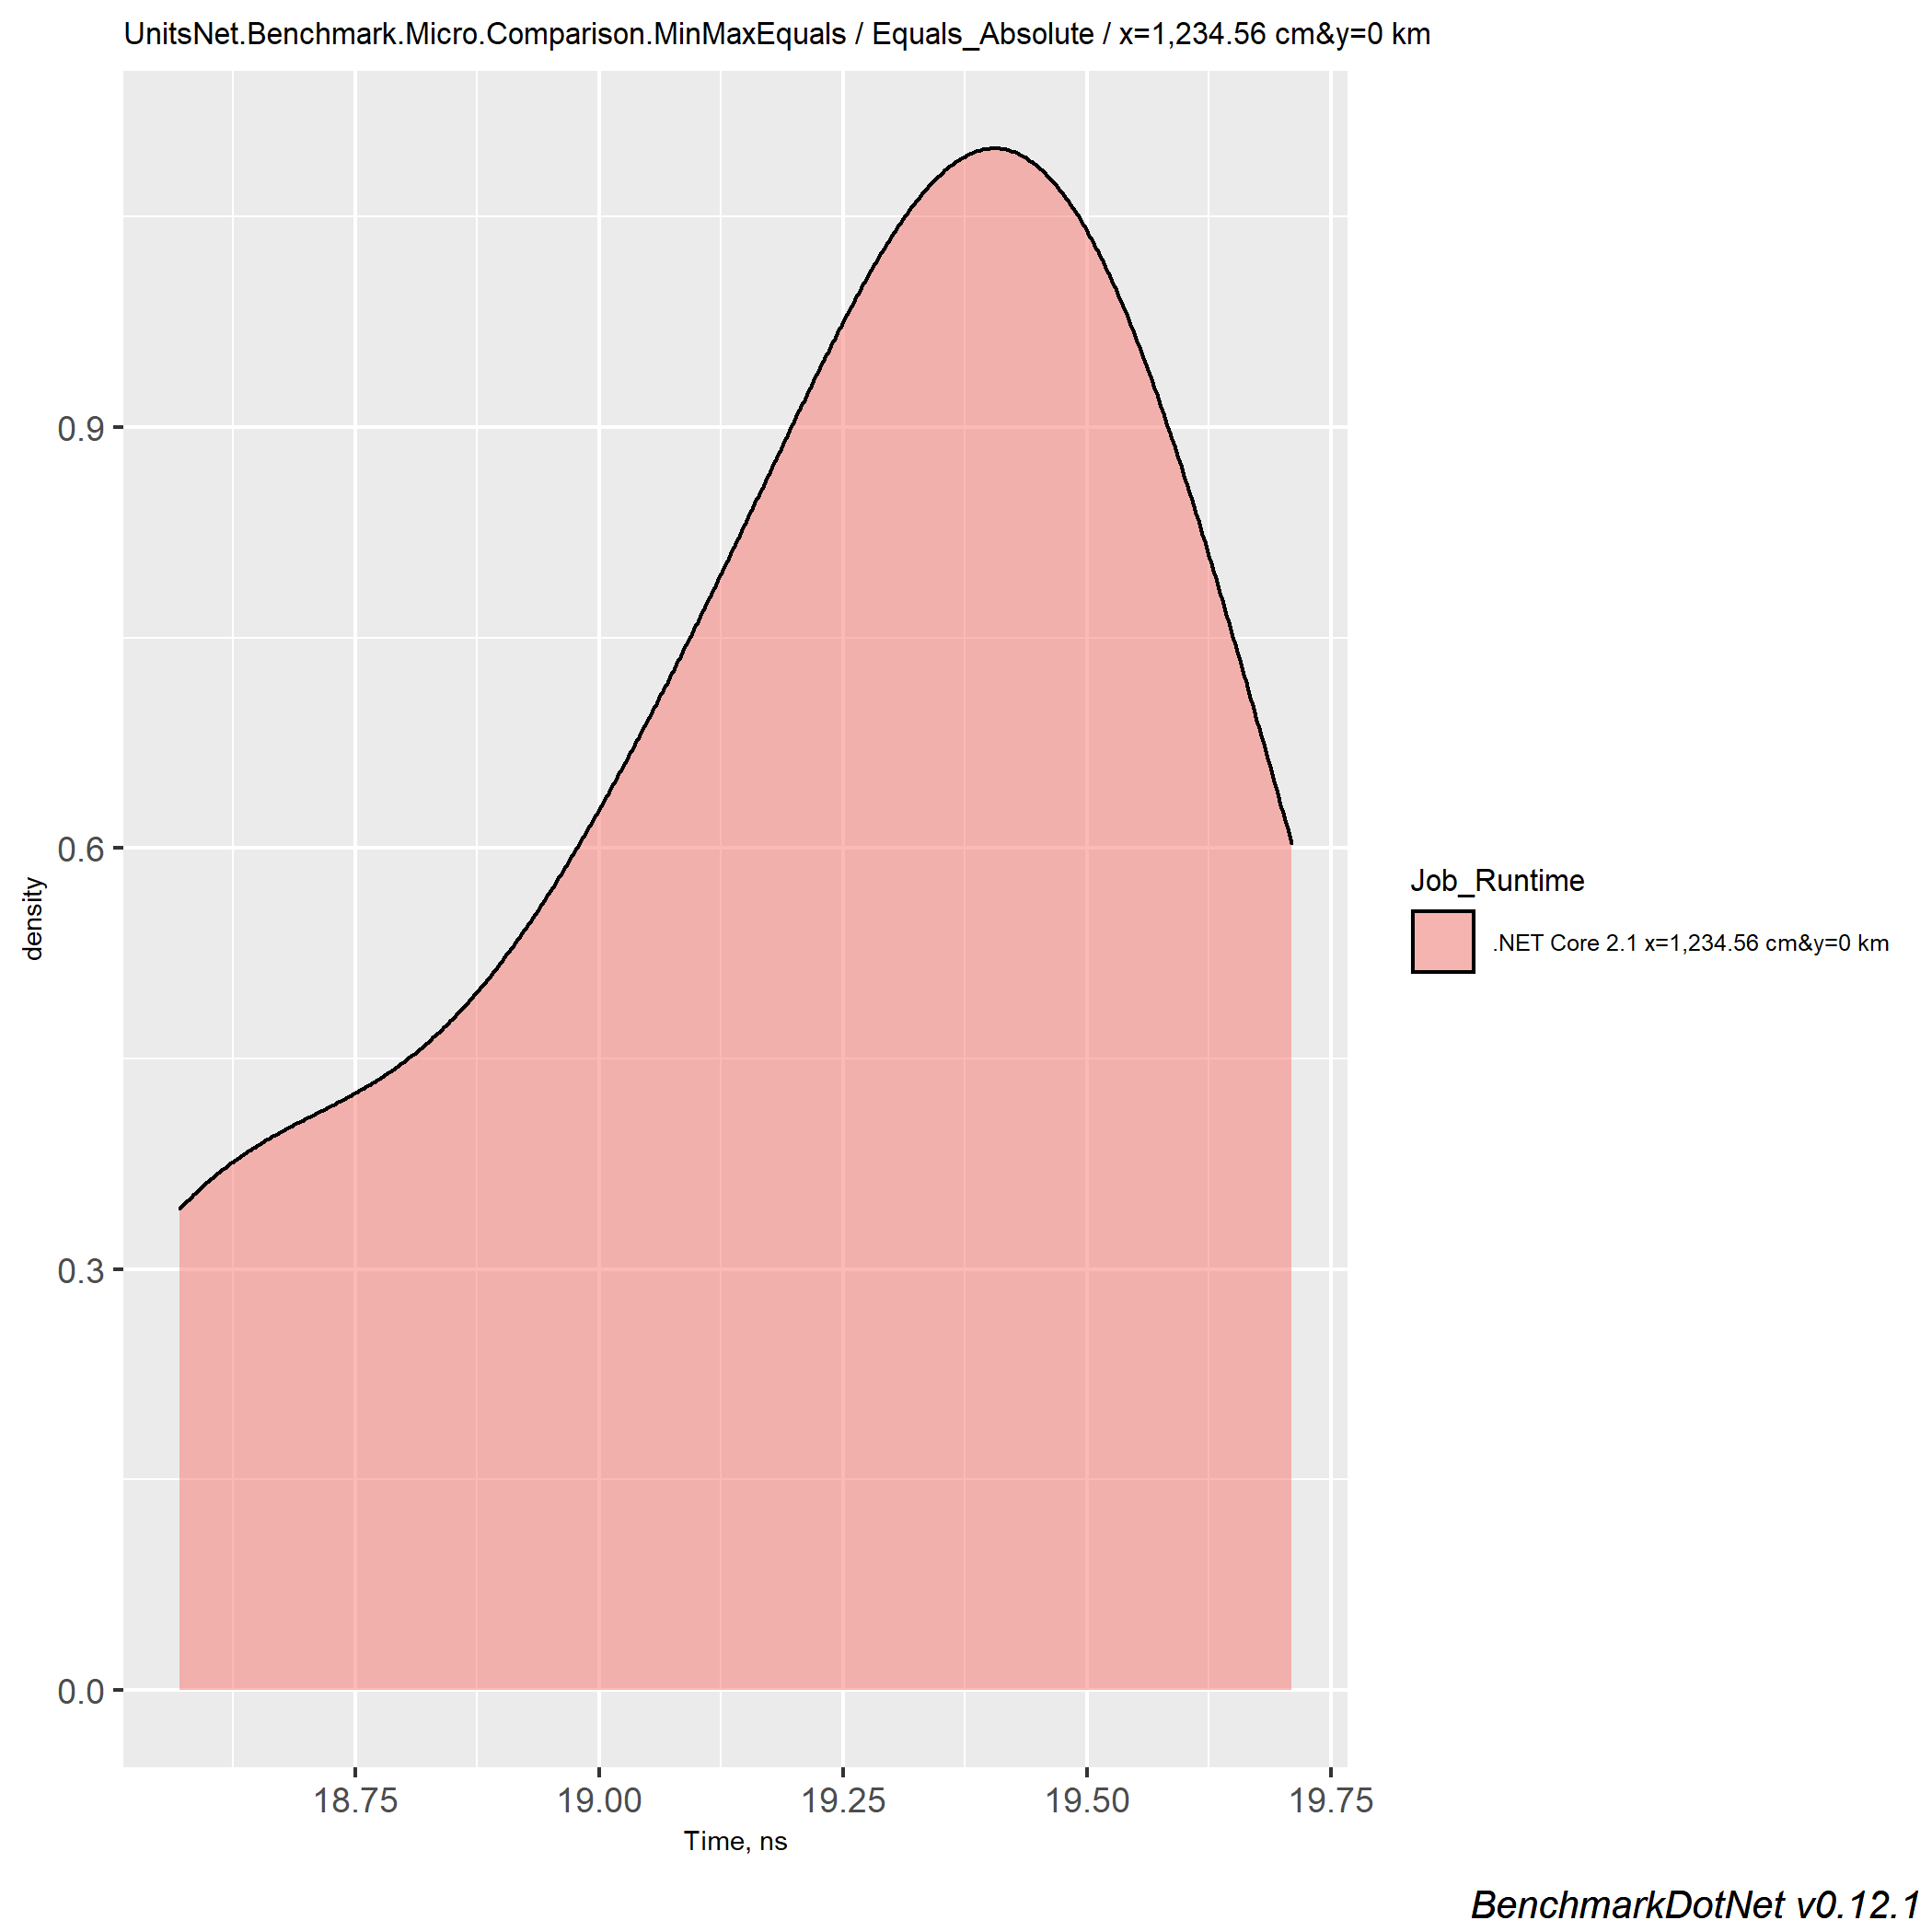 UnitsNet.Benchmark.Micro.Comparison.MinMaxEquals / Equals_Absolute / x=1,234.56 cm&y=0 km
0.9
0.6
0.3
0.0
density
18.75 19.00 19.25 19.50 19.75
Time, ns
Job_Runtime
.NET Core 2.1 x=1,234.56 cm&y=0 km
BenchmarkDotNet v0.12.1